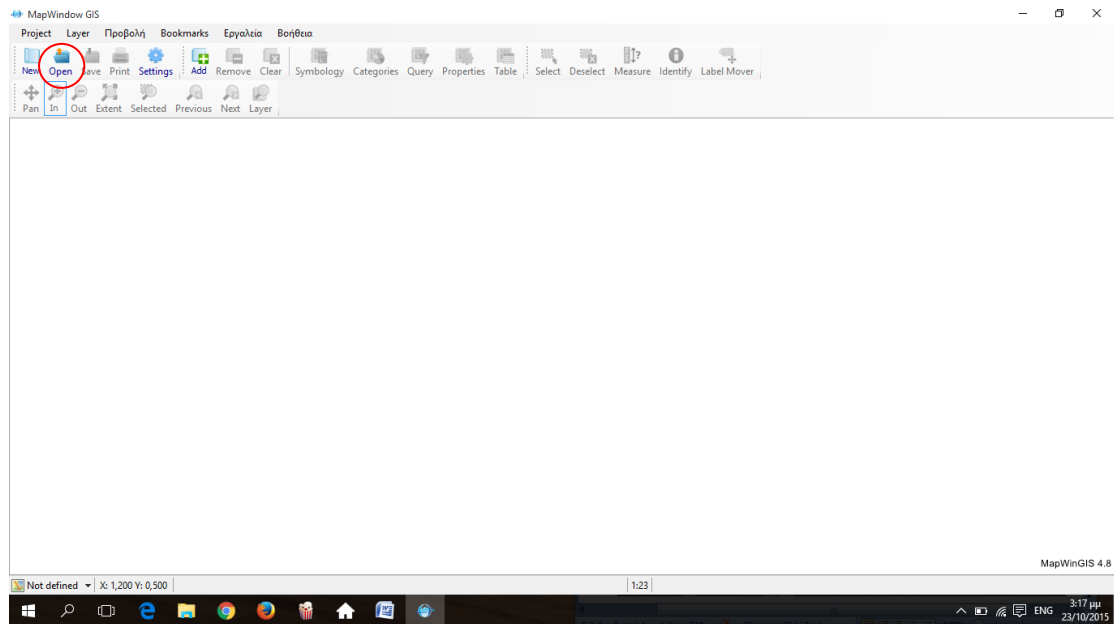 MapWindow GIS
Project Layer Προβολή Bookmarks Εργαλεία Βοήθεια
New Open Save Print Settings Add Remove Clear Symbology Categories Query Properties Table Select Deselect Measure Identify Label Mover
Pan In Out Extent Selected Previous Next Layer
MapWinGIS 4.8
Not defined X: 1,200 Y: 0,500 1:23
ENG 3:17 μμ
23/10/2015